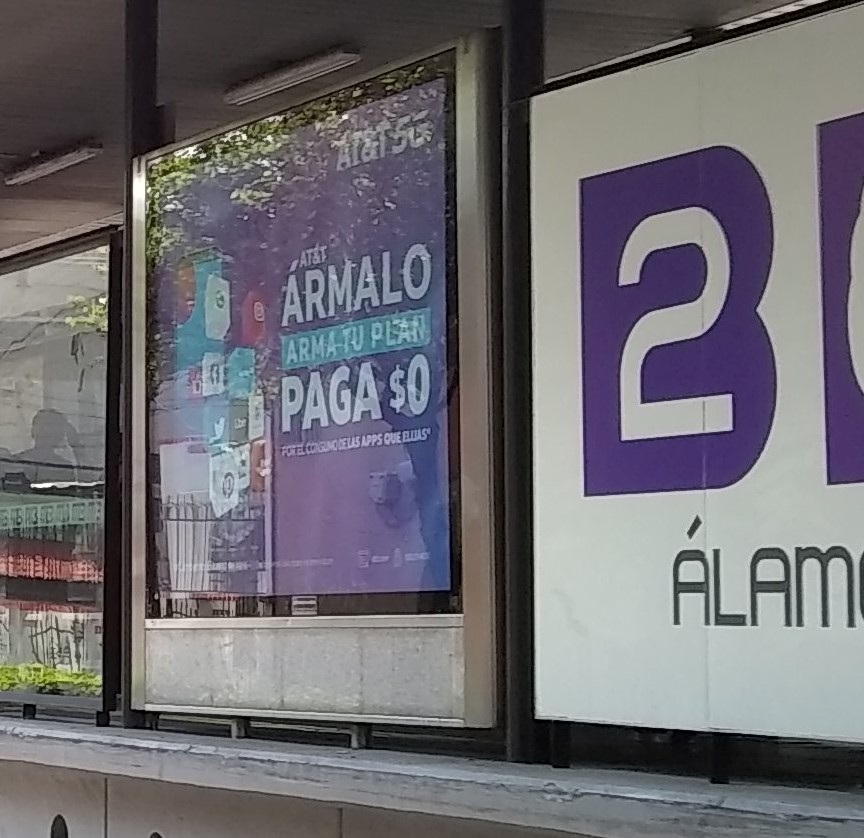 AT&T 5G
AT&T
ÁRMALO
ARMA TU PLAN
PAGA $0
POR EL CONSUMO DE LAS APPS QUE ELIJAS*
Uber
2
ÁLAM